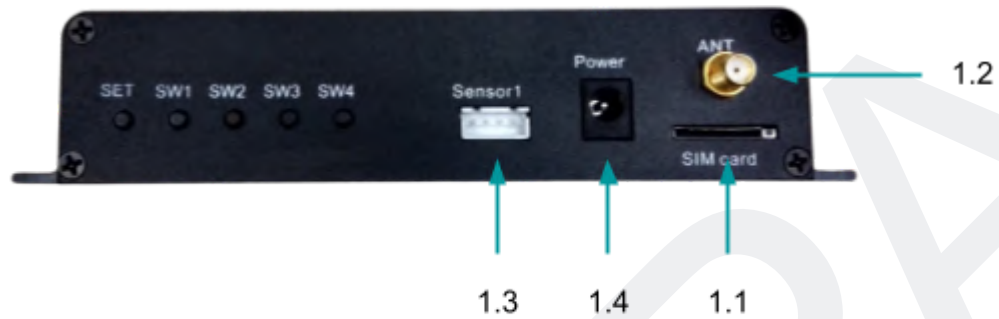 ANT
Power
1.2
SET SW1 SW2 SW3 SW4 Sensor1
SIM card
1.3 1.4 1.1